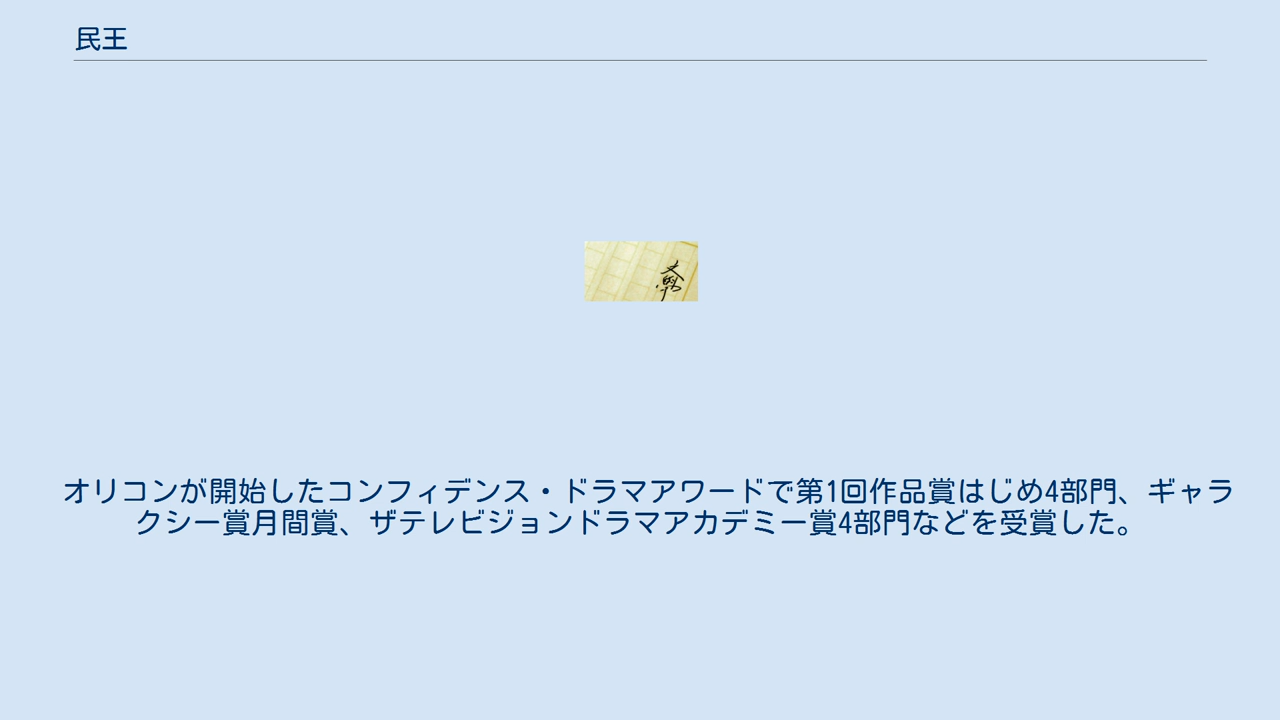 民王
オリコンが開始したコンフィデンス・ドラマアワードで第1回作品賞はじめ4部門、ギャラ
クシー賞月間賞、ザテレビジョンドラマアカデミー賞4部門などを受賞した。